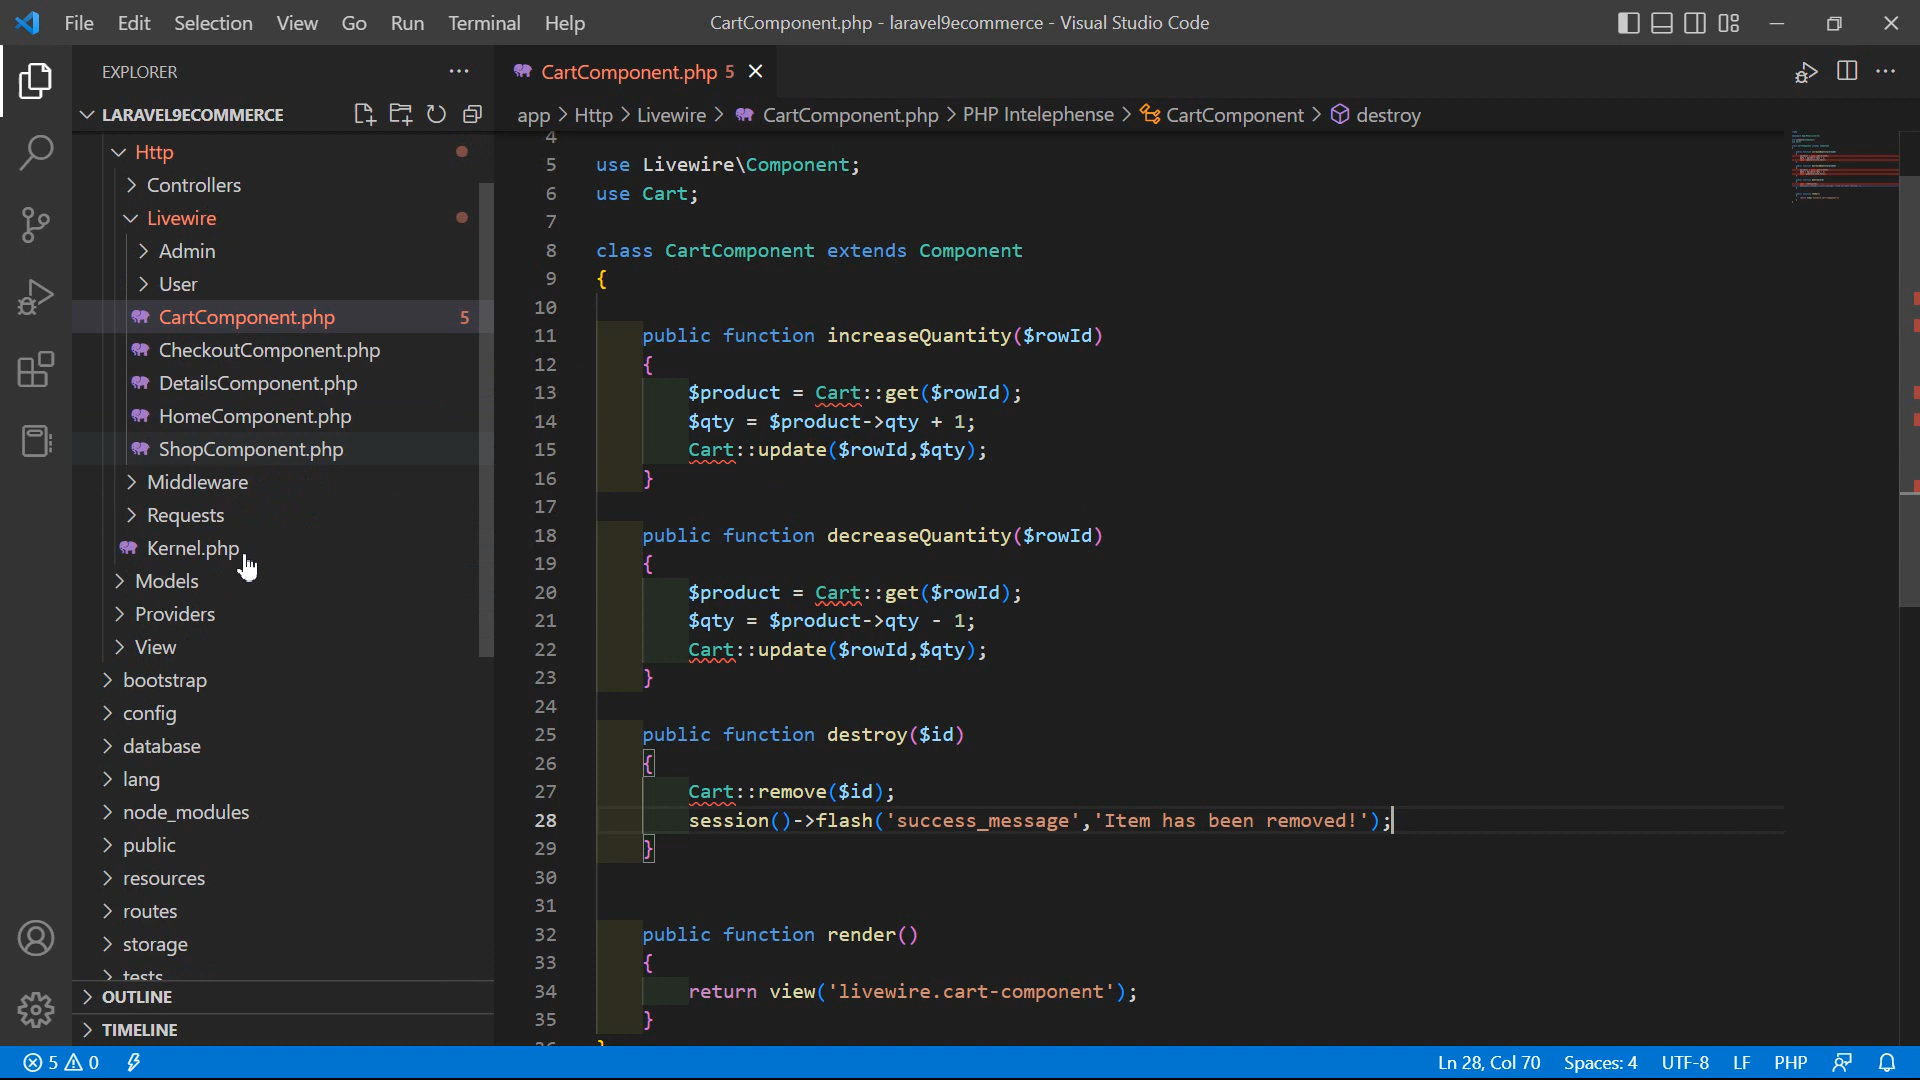 File Edit Selection View Go Run Terminal Help
CartComponent.php - laravel9ecommerce - Visual Studio Code
EXPLORER
LARAVEL9ECOMMERCE
Http
Controllers
Livewire
Admin
User
CartComponent.php 5
CheckoutComponent.php
DetailsComponent.php
HomeComponent.php
ShopComponent.php
Middleware
Requests
Kernel.php
Models
Providers
View
bootstrap
config
database
lang
node_modules
public
resources
routes
storage
tests
OUTLINE
TIMELINE
CartComponent.php 5
app > Http > Livewire > CartComponent.php > PHP Intelephense > CartComponent > destroy
4
5 use Livewire\Component;
6 use Cart;
7
8 class CartComponent extends Component
9 {
10
11 public function increaseQuantity($rowId)
12 {
13 $product = Cart::get($rowId);
14 $qty = $product->qty + 1;
15 Cart::update($rowId,$qty);
16 }
17
18 public function decreaseQuantity($rowId)
19 {
20 $product = Cart::get($rowId);
21 $qty = $product->qty - 1;
22 Cart::update($rowId,$qty);
23 }
24
25 public function destroy($id)
26 {
27 Cart::remove($id);
28 session()->flash('success_message','Item has been removed!');
29 }
30
31
32 public function render()
33 {
34 return view('livewire.cart-component');
35 }
36 }
5 0
Ln 28, Col 70 Spaces: 4 UTF-8 LF PHP